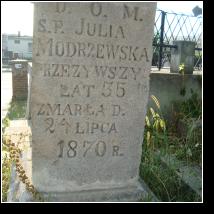 D. O. M.
Ś.P. JULIA
MODRZEWSKA
PRZEŻYWSZY
LAT 55
ZMARŁA D.
24 LIPCA
1870 R.